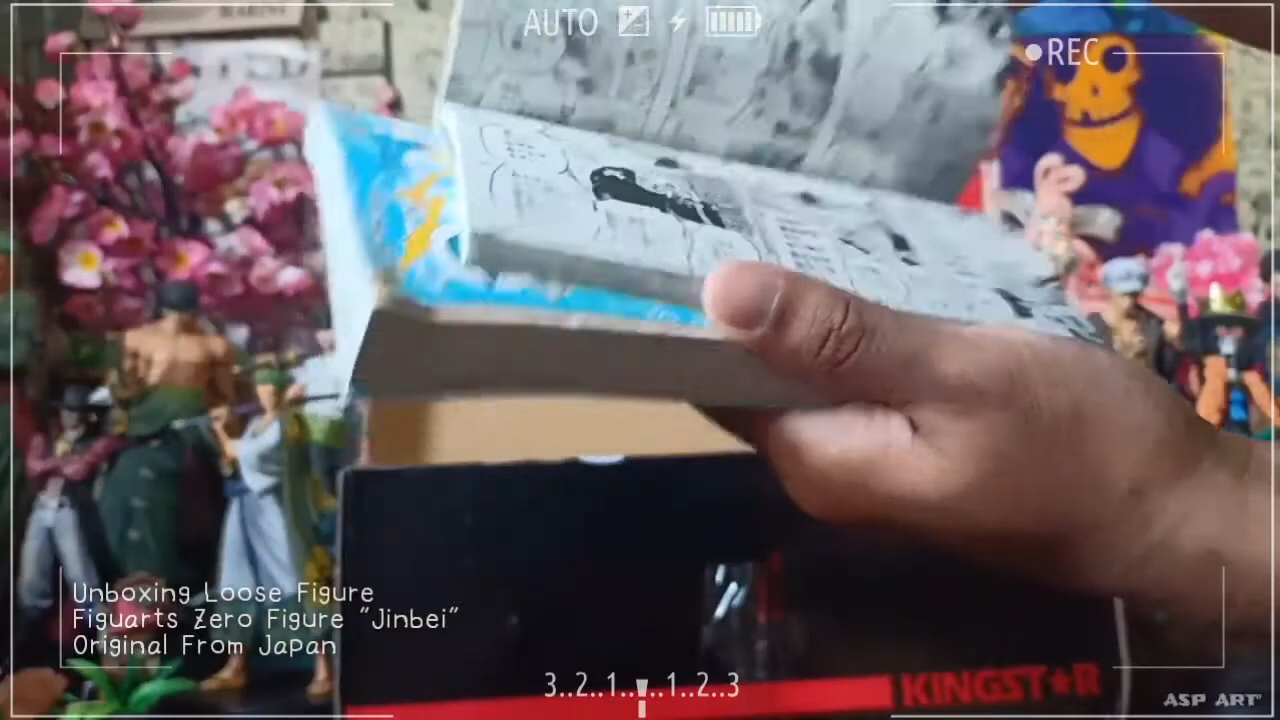 AUTO
REC
Unboxing Loose Figure
Figuarts Zero Figure "Jinbei"
Original From Japan
3..2..1.. ..1..2..3
KINGST★R
ASP ART